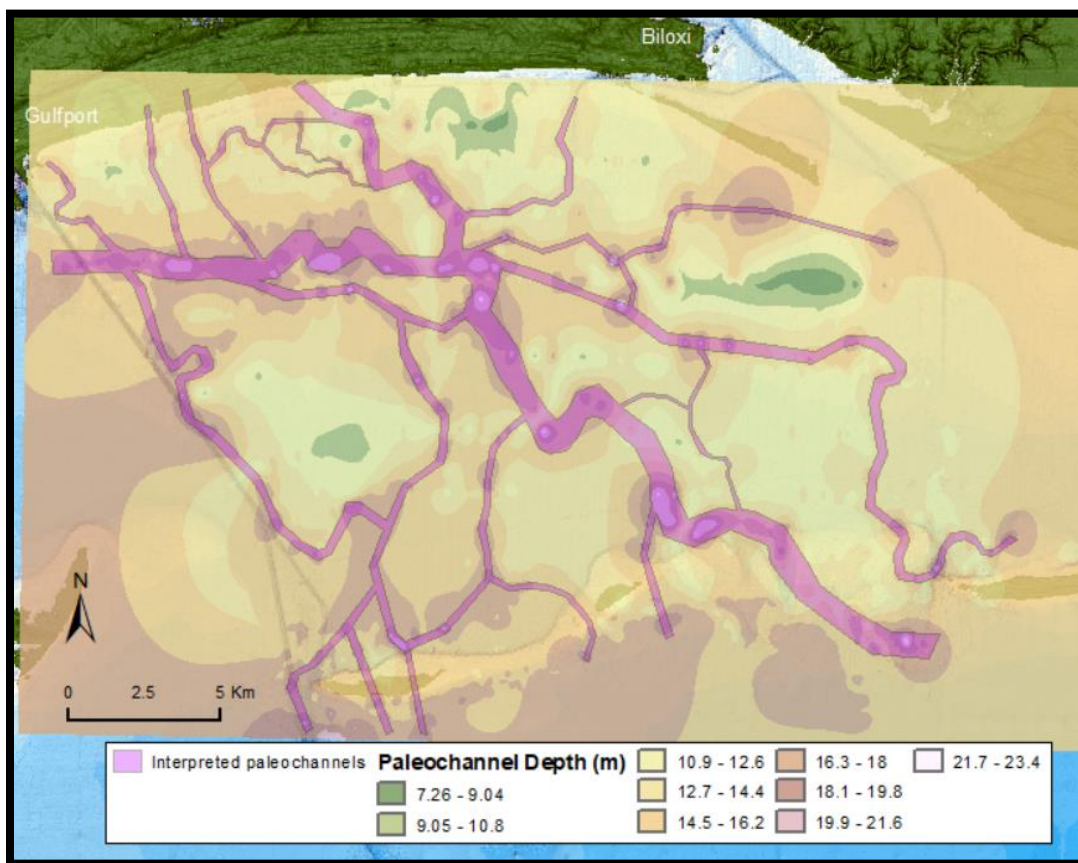 Biloxi
Gulfport
N
0 2.5 5 Km
Interpreted paleochannels
Paleochannel Depth (m)
7.26 - 9.04
9.05 - 10.8
10.9 - 12.6
12.7 - 14.4
14.5 - 16.2
16.3 - 18
18.1 - 19.8
19.9 - 21.6
21.7 - 23.4